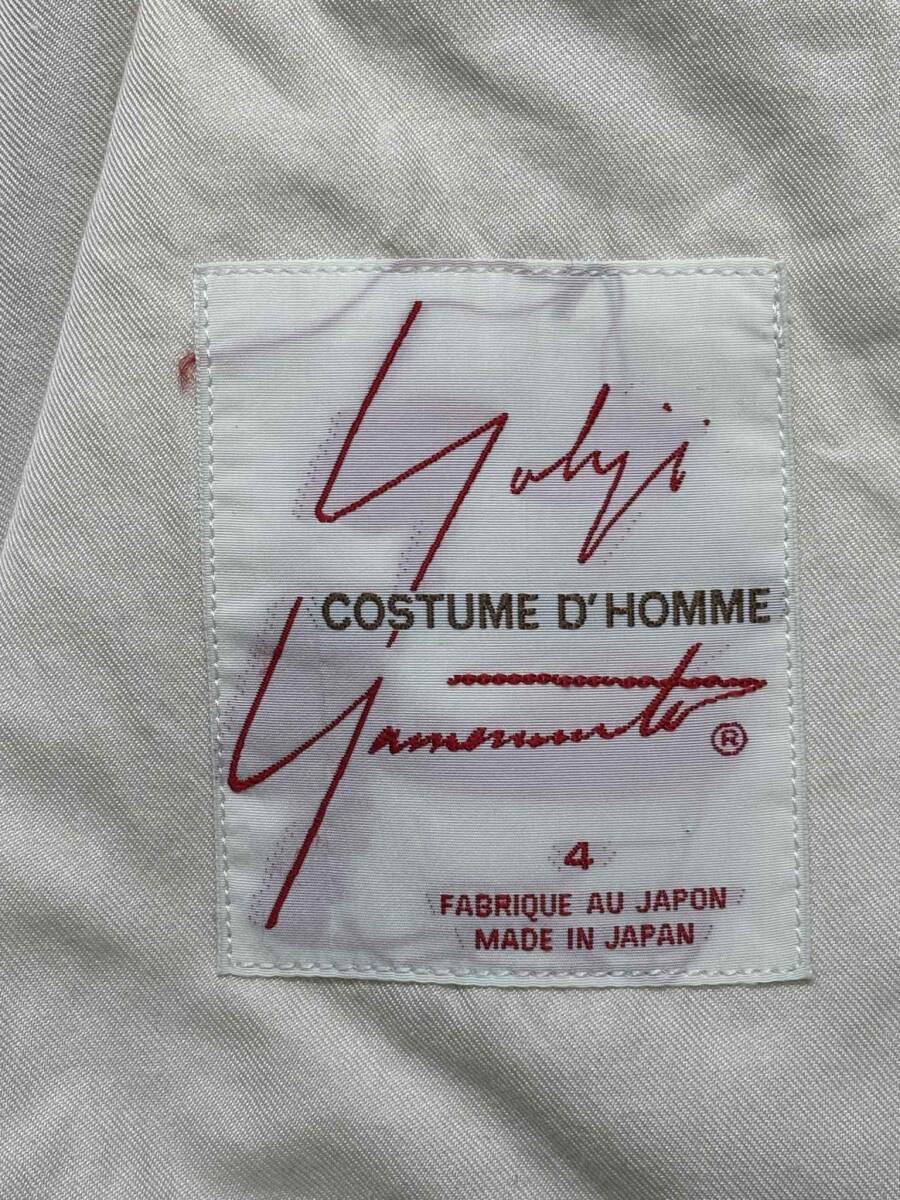 Yohji
COSTUME D'HOMME
Yamamoto ®
4
FABRIQUE AU JAPON
MADE IN JAPAN